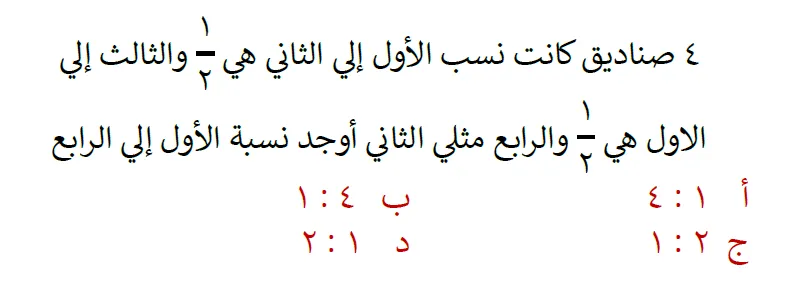 ٤ صناديق كانت نسب الأول إلي الثاني هي ١/٢ والثالث إلي
الاول هي ١/٢ والرابع مثلي الثاني أوجد نسبة الأول إلي الرابع
أ ١ : ٤ ب ٤ : ١
ج ٢ : ١ د ١ : ٢